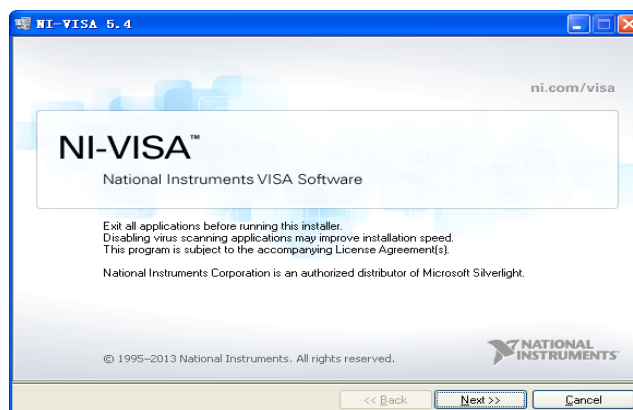 NI-VISA 5.4
ni.com/visa
NI-VISA™
National Instruments VISA Software
Exit all applications before running this installer.
Disabling virus scanning applications may improve installation speed.
This program is subject to the accompanying License Agreement(s).
National Instruments Corporation is an authorized distributor of Microsoft Silverlight.
© 1995–2013 National Instruments. All rights reserved.
NATIONAL
INSTRUMENTS™
<< Back Next >> Cancel